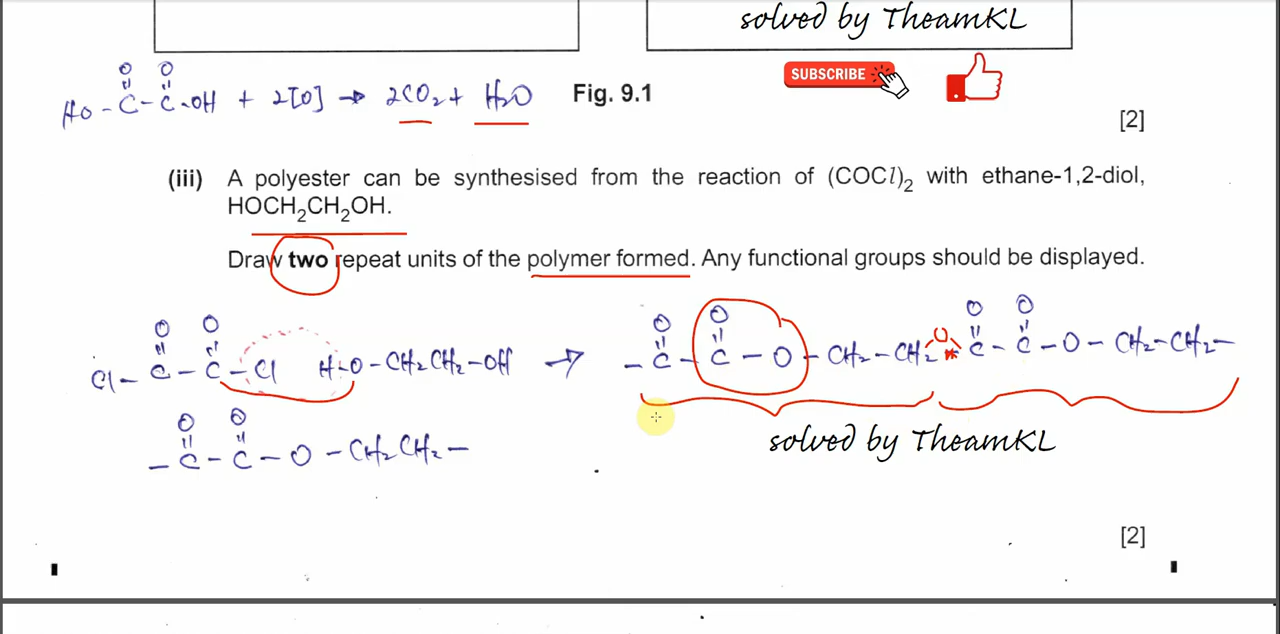 solved by TheamKL
SUBSCRIBE
O O
HO - C - C - OH + 2[O] → 2CO2 + H2O
Fig. 9.1
[2]
(iii) A polyester can be synthesised from the reaction of (COCl)2 with ethane-1,2-diol,
HOCH2CH2OH.
Draw two repeat units of the polymer formed. Any functional groups should be displayed.
O O O O O O
Cl - C - C - Cl H - O - CH2CH2 - OH → - C - C - O - CH2 - CH2 O C - C - O - CH2 - CH2 -
O O
- C - C - O - CH2CH2 -
solved by TheamKL
[2]